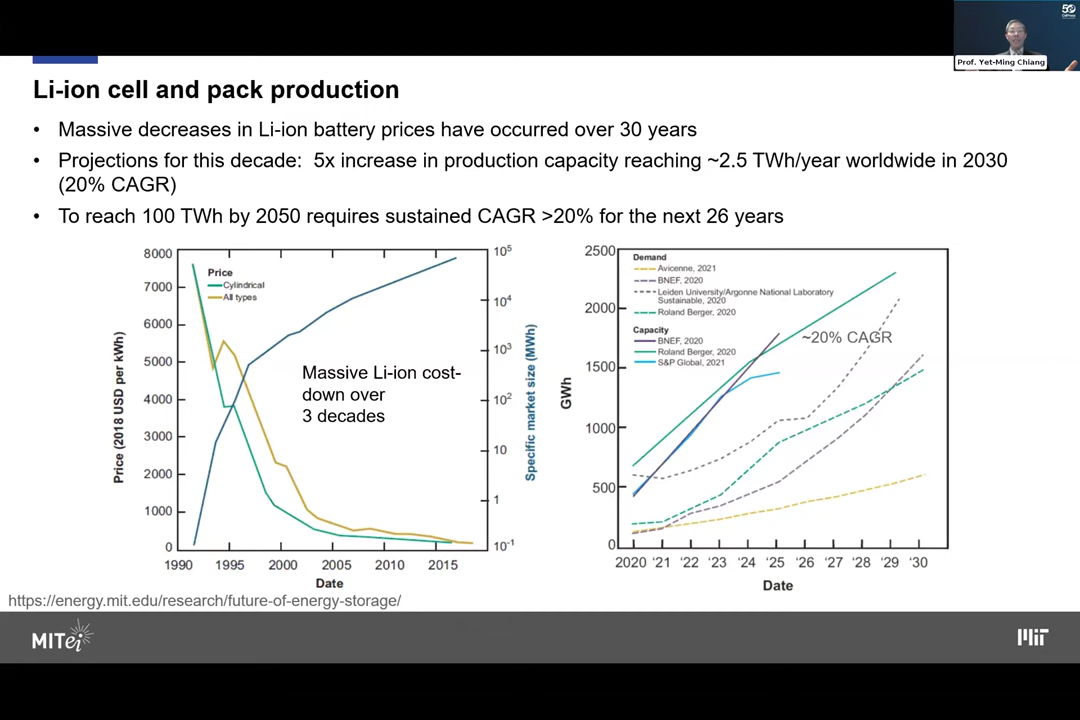 50
Prof. Yet-Ming Chiang
Li-ion cell and pack production
• Massive decreases in Li-ion battery prices have occurred over 30 years
• Projections for this decade: 5x increase in production capacity reaching ~2.5 TWh/year worldwide in 2030
(20% CAGR)
• To reach 100 TWh by 2050 requires sustained CAGR >20% for the next 26 years
Price (2018 USD per kWh)
8000
7000
6000
5000
4000
3000
2000
1000
0
Price
Cylindrical
All types
Massive Li-ion cost-
down over
3 decades
10⁵
10⁴
10³
10²
10
1
10⁻¹
Specific market size (MWh)
1990 1995 2000 2005 2010 2015
Date
GWh
2500
2000
1500
1000
500
0
Demand
Avicenne, 2021
BNEF, 2020
Leiden University/Argonne National Laboratory
Sustainable, 2020
Roland Berger, 2020
Capacity
BNEF, 2020
Roland Berger, 2020
S&P Global, 2021
~20% CAGR
2020 ‘21 ‘22 ‘23 ‘24 ‘25 ‘26 ‘27 ‘28 ‘29 ‘30
Date
https://energy.mit.edu/research/future-of-energy-storage/
MITei
MIT